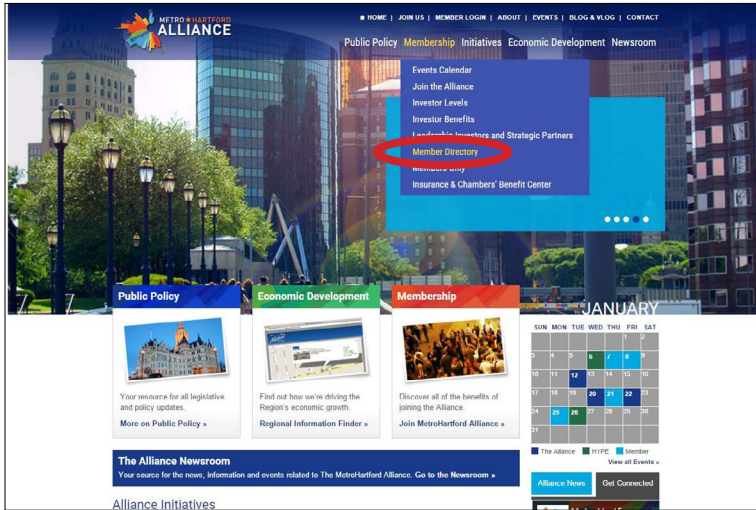 METRO★HARTFORD
ALLIANCE
HOME | JOIN US | MEMBER LOGIN | ABOUT | EVENTS | BLOG & VLOG | CONTACT
Public Policy Membership Initiatives Economic Development Newsroom
Events Calendar
Join the Alliance
Investor Levels
Investor Benefits
Leadership Investors and Strategic Partners
Member Directory
Members Only
Insurance & Chambers' Benefit Center
Public Policy
Your resource for all legislative
and policy updates.
More on Public Policy »
Economic Development
Find out how we're driving the
Region's economic growth.
Regional Information Finder »
Membership
Discover all of the benefits of
joining the Alliance.
Join MetroHartford Alliance »
JANUARY
SUN MON TUE WED THU FRI SAT
1 2
3 4 5 6 7 8 9
10 11 12 13 14 15 16
17 18 19 20 21 22 23
24 25 26 27 28 29 30
31
The Alliance HYPE Member
View all Events »
The Alliance Newsroom
Your source for the news, information and events related to The MetroHartford Alliance. Go to the Newsroom »
Alliance News Get Connected
Alliance Initiatives